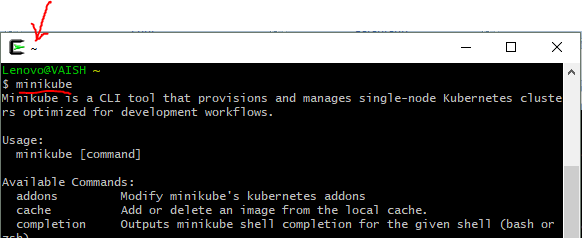 ~
Lenovo@VAISH ~
$ minikube
Minikube is a CLI tool that provisions and manages single-node Kubernetes cluste
rs optimized for development workflows.
Usage:
minikube [command]
Available Commands:
addons Modify minikube's kubernetes addons
cache Add or delete an image from the local cache.
completion Outputs minikube shell completion for the given shell (bash or
zsh)